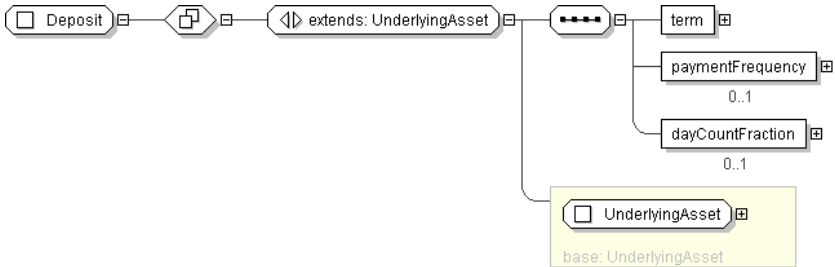 Deposit
extends: UnderlyingAsset
term
paymentFrequency
0..1
dayCountFraction
0..1
UnderlyingAsset
base: UnderlyingAsset